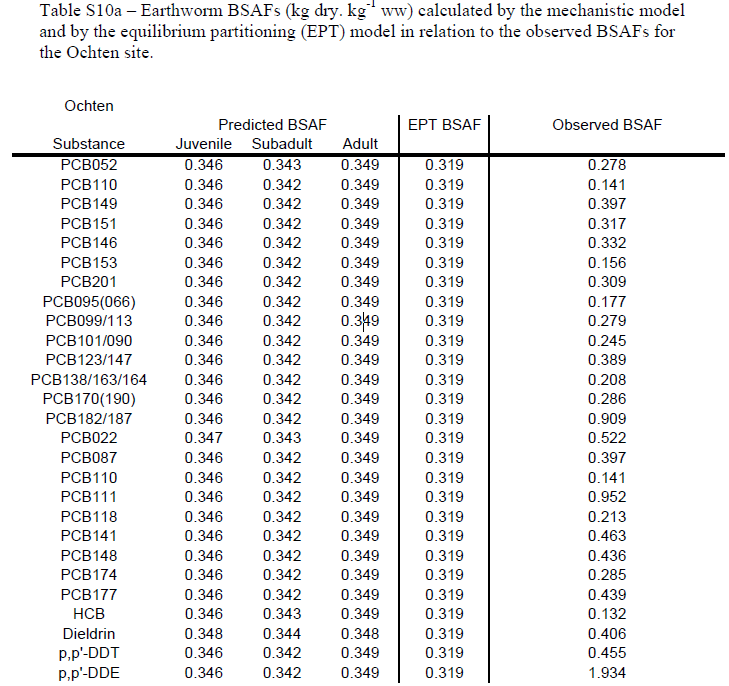 Table S10a – Earthworm BSAFs (kg dry. kg⁻¹ ww) calculated by the mechanistic model
and by the equilibrium partitioning (EPT) model in relation to the observed BSAFs for
the Ochten site.
Ochten
Predicted BSAF EPT BSAF Observed BSAF
Substance Juvenile Subadult Adult
PCB052 0.346 0.343 0.349 0.319 0.278
PCB110 0.346 0.342 0.349 0.319 0.141
PCB149 0.346 0.342 0.349 0.319 0.397
PCB151 0.346 0.342 0.349 0.319 0.317
PCB146 0.346 0.342 0.349 0.319 0.332
PCB153 0.346 0.342 0.349 0.319 0.156
PCB201 0.346 0.342 0.349 0.319 0.309
PCB095(066) 0.346 0.342 0.349 0.319 0.177
PCB099/113 0.346 0.342 0.349 0.319 0.279
PCB101/090 0.346 0.342 0.349 0.319 0.245
PCB123/147 0.346 0.342 0.349 0.319 0.389
PCB138/163/164 0.346 0.342 0.349 0.319 0.208
PCB170(190) 0.346 0.342 0.349 0.319 0.286
PCB182/187 0.346 0.342 0.349 0.319 0.909
PCB022 0.347 0.343 0.349 0.319 0.522
PCB087 0.346 0.342 0.349 0.319 0.397
PCB110 0.346 0.342 0.349 0.319 0.141
PCB111 0.346 0.342 0.349 0.319 0.952
PCB118 0.346 0.342 0.349 0.319 0.213
PCB141 0.346 0.342 0.349 0.319 0.463
PCB148 0.346 0.342 0.349 0.319 0.436
PCB174 0.346 0.342 0.349 0.319 0.285
PCB177 0.346 0.342 0.349 0.319 0.439
HCB 0.346 0.343 0.349 0.319 0.132
Dieldrin 0.348 0.344 0.348 0.319 0.406
p,p'-DDT 0.346 0.342 0.349 0.319 0.455
p,p'-DDE 0.346 0.342 0.349 0.319 1.934